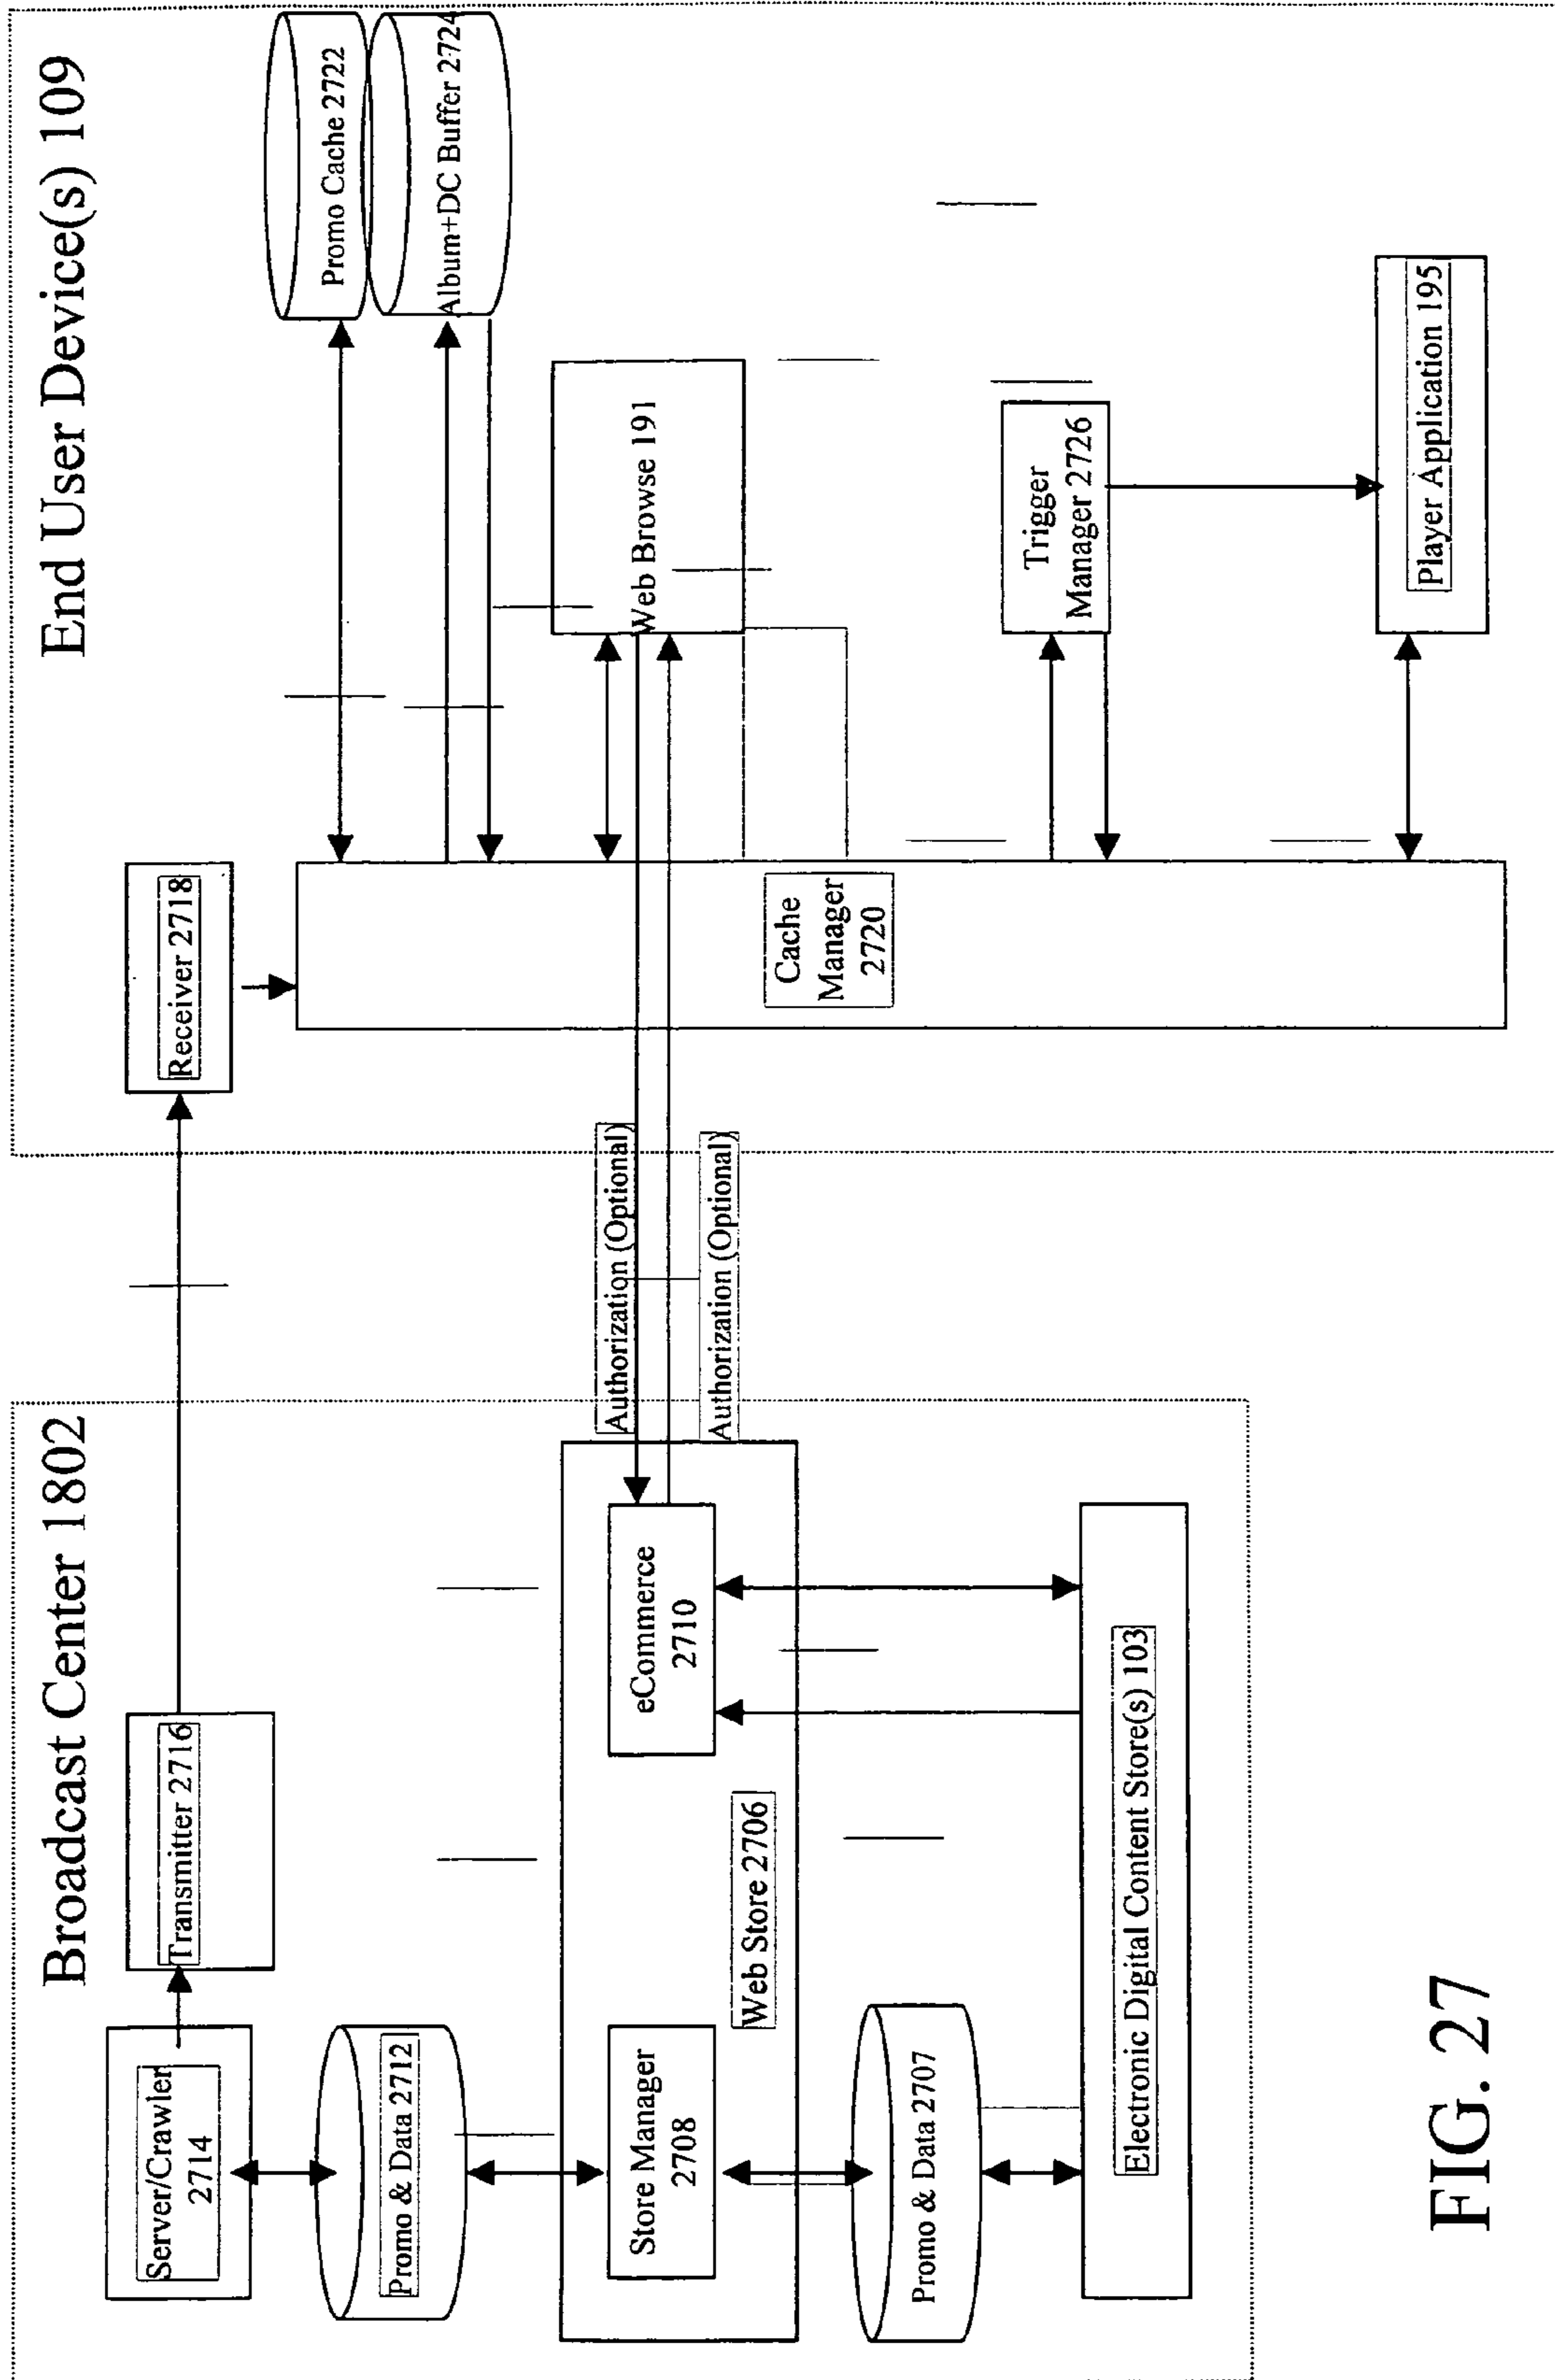 Broadcast Center 1802
End User Device(s) 109
Server/Crawler
2714
Transmitter 2716
Receiver 2718
Promo Cache 2722
Album+DC Buffer 2724
Promo & Data 2712
Store Manager
2708
eCommerce
2710
Web Store 2706
Authorization (Optional)
Authorization (Optional)
Web Browse 191
Cache
Manager
2720
Trigger
Manager 2726
Promo & Data 2707
Electronic Digital Content Store(s) 103
Player Application 195
FIG. 27